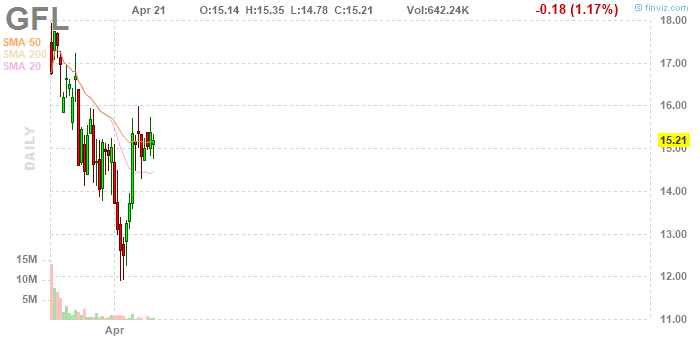 © finviz.com
GFL
Apr 21 O:15.14 H:15.35 L:14.78 C:15.21 Vol:642.24K -0.18 (1.17%)
SMA 50
SMA 200
SMA 20
DAILY
18.00
17.00
16.00
15.21
15.00
14.00
13.00
12.00
11.00
15M
10M
5M
Apr